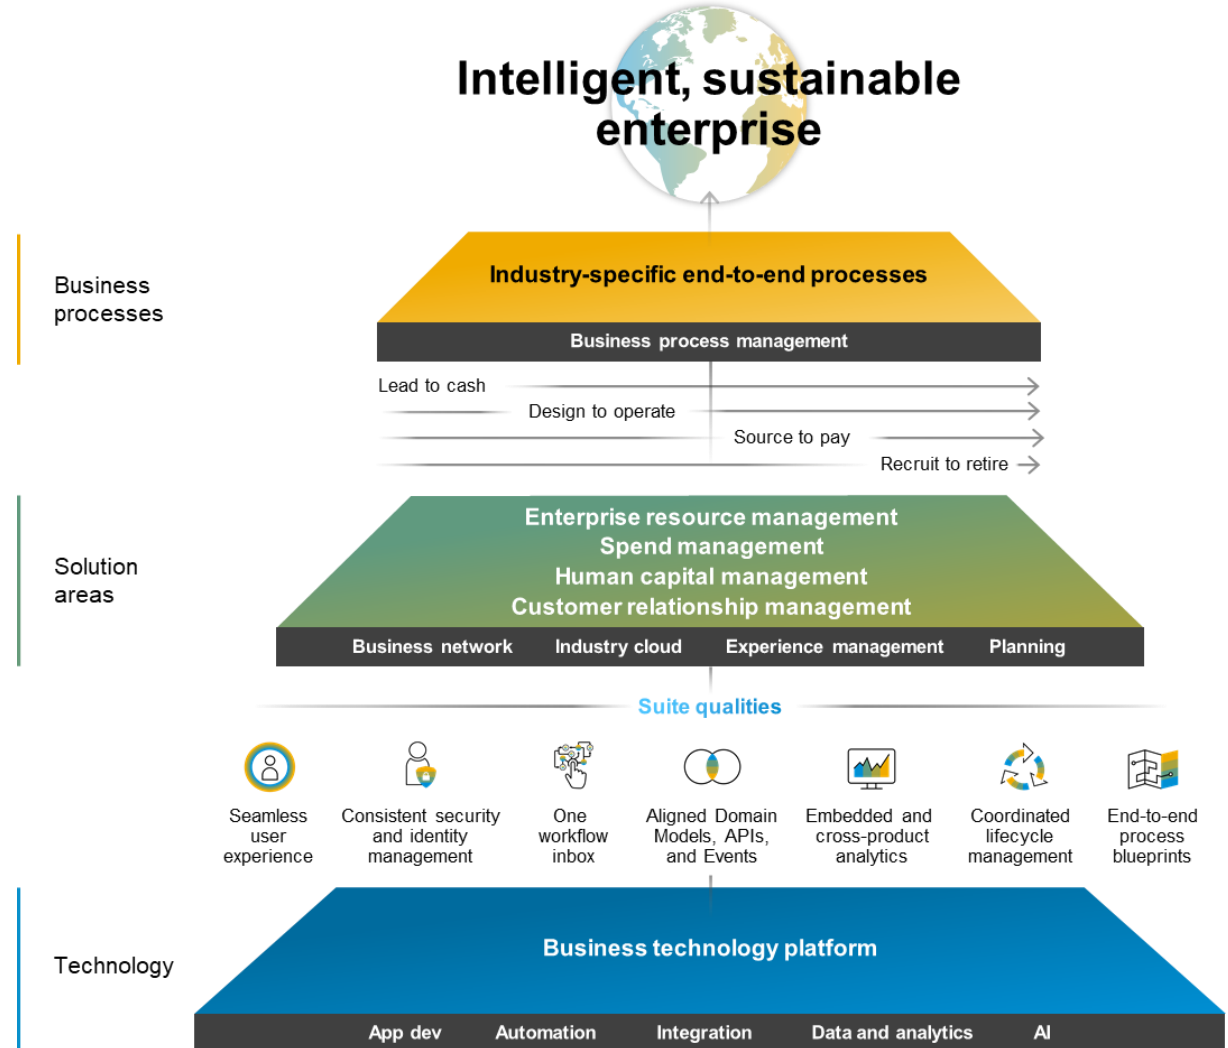 Intelligent, sustainable
enterprise
Business
processes
Industry-specific end-to-end processes
Business process management
Lead to cash
Design to operate
Source to pay
Recruit to retire
Solution
areas
Enterprise resource management
Spend management
Human capital management
Customer relationship management
Business network Industry cloud Experience management Planning
Suite qualities
Seamless
user
experience
Consistent security
and identity
management
One
workflow
inbox
Aligned Domain
Models, APIs,
and Events
Embedded and
cross-product
analytics
Coordinated
lifecycle
management
End-to-end
process
blueprints
Technology
Business technology platform
App dev Automation Integration Data and analytics AI